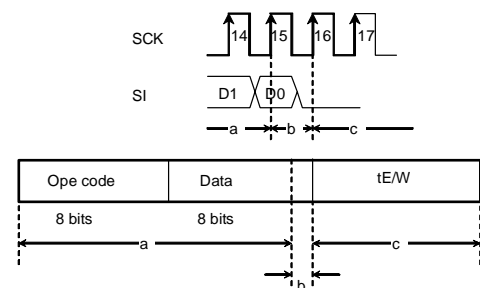 SCK 14 15 16 17
SI D1 D0
a b c
Ope code Data tE/W
8 bits 8 bits
a c
b